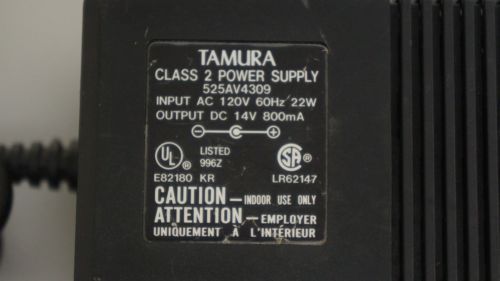 TAMURA
CLASS 2 POWER SUPPLY
525AV4309
INPUT AC 120V 60Hz 22W
OUTPUT DC 14V 800mA
UL LISTED SA
996Z
E82180 KR LR62147
CAUTION – INDOOR USE ONLY
ATTENTION – EMPLOYER
UNIQUEMENT À L'INTÉRIEUR